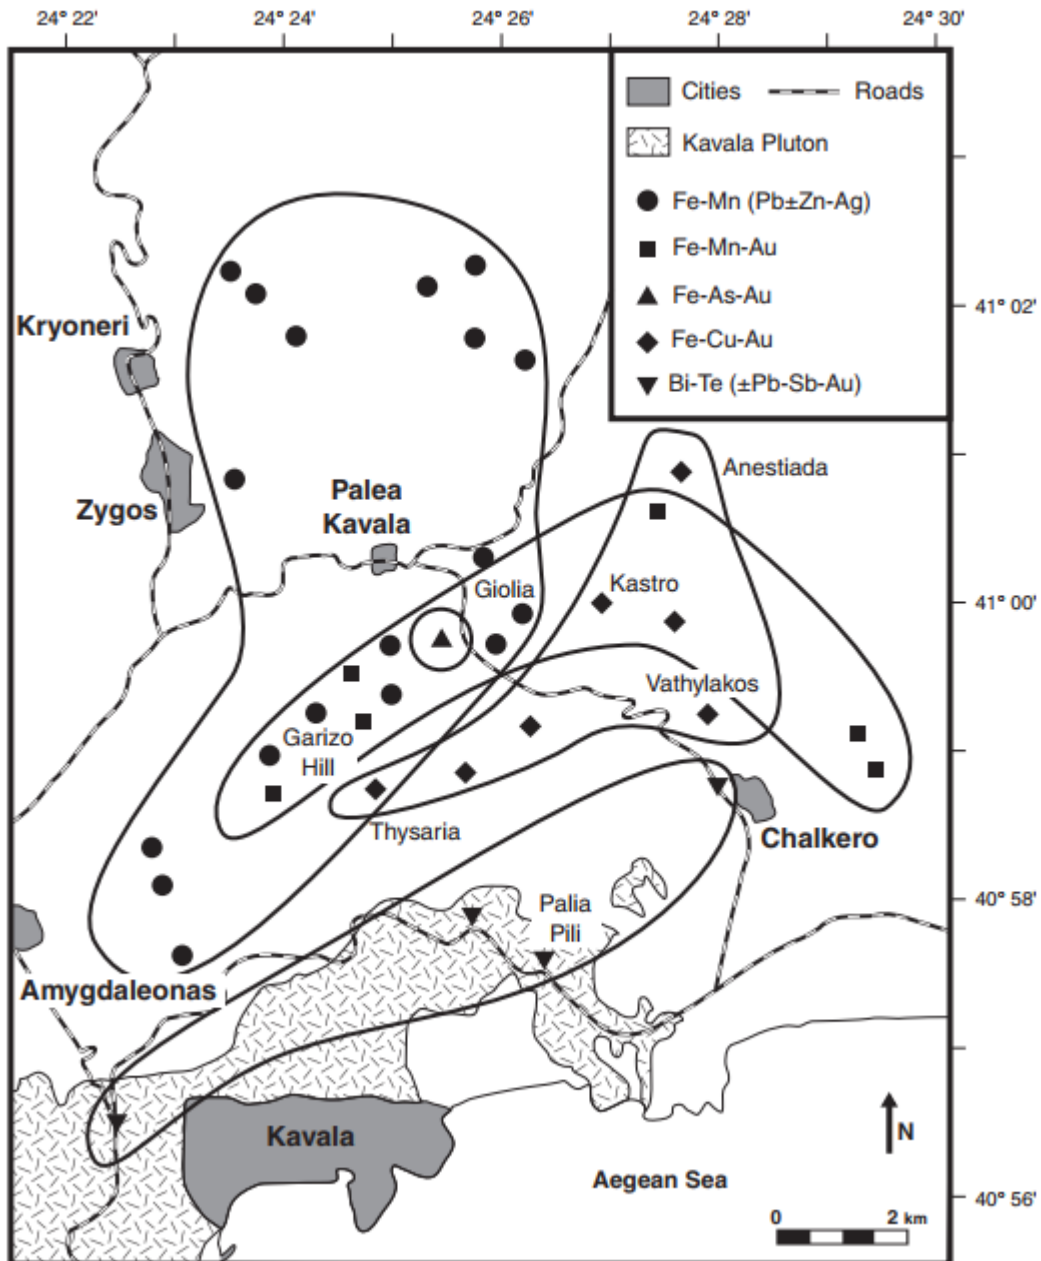 24° 22' 24° 24' 24° 26' 24° 28' 24° 30'
Cities Roads
Kavala Pluton
Fe-Mn (Pb±Zn-Ag)
Fe-Mn-Au
Fe-As-Au
Fe-Cu-Au
Bi-Te (±Pb-Sb-Au)
41° 02'
Kryoneri
Anestiada
Zygos
Palea
Kavala
Giolia
Kastro
41° 00'
Vathylakos
Garizo
Hill
Thysaria
Chalkero
40° 58'
Palia
Pili
Amygdaleonas
Kavala
N
Aegean Sea
40° 56'
0 2 km